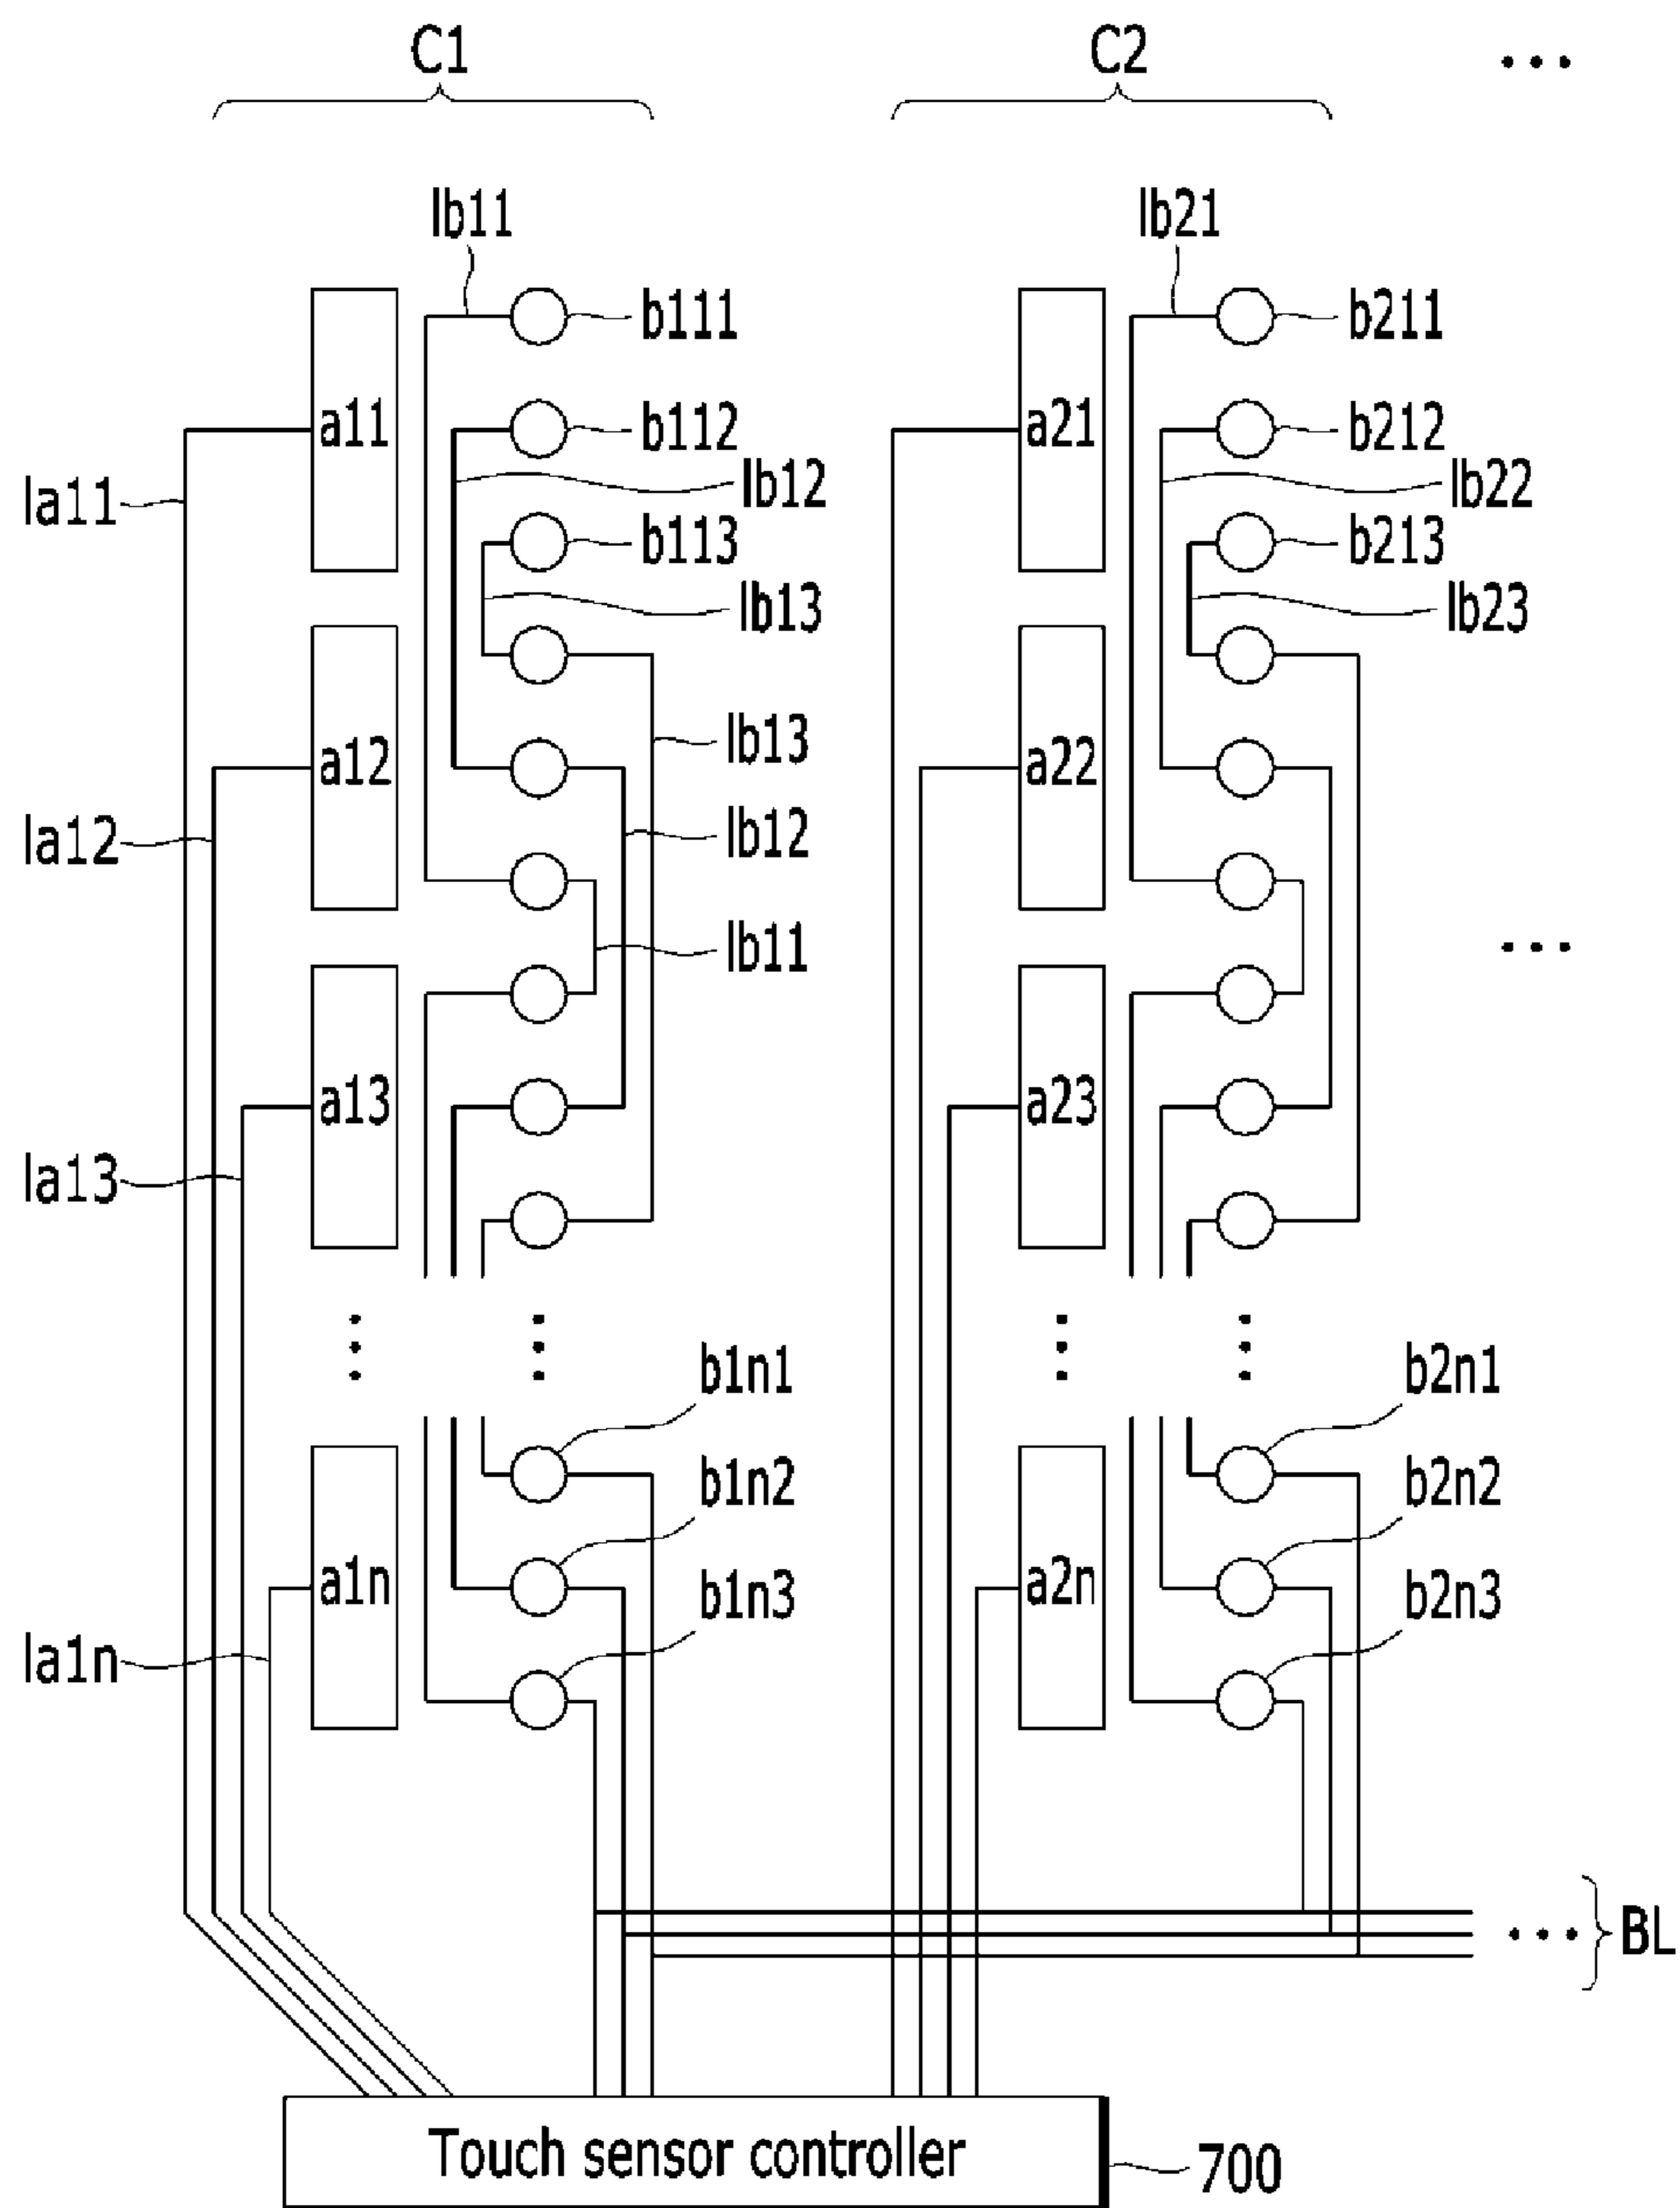 C1 C2 ...
lb11 lb21
b111 b211
a11 b112 a21 b212
la11 lb12 lb22
b113 b213
lb13 lb23
a12 lb13 a22
la12 lb12
lb11 ...
a13 a23
la13
b1n1 b2n1
b1n2 b2n2
a1n b1n3 a2n b2n3
la1n
... BL
Touch sensor controller 700